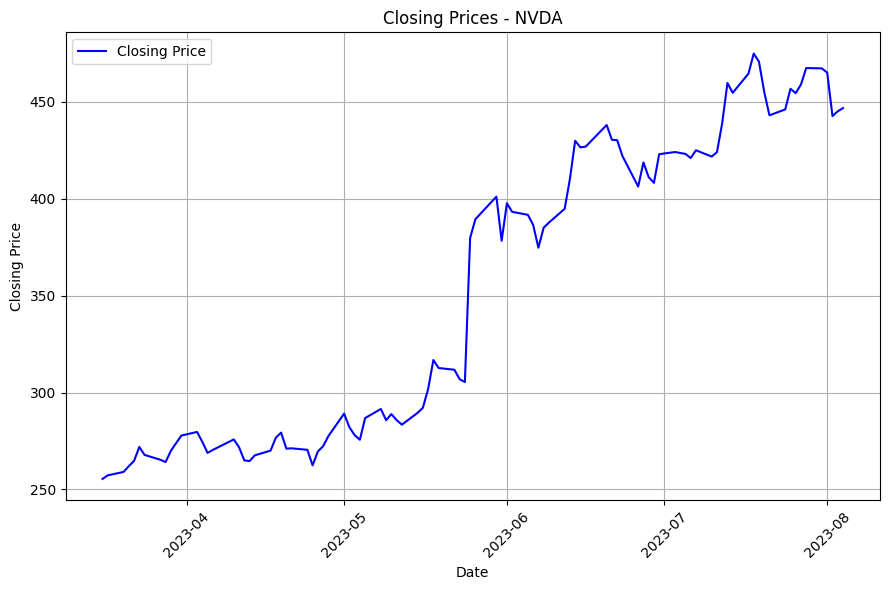 Closing Prices - NVDA
Closing Price
450
400
350
300
250
Closing Price
2023-04
2023-05
2023-06
2023-07
2023-08
Date